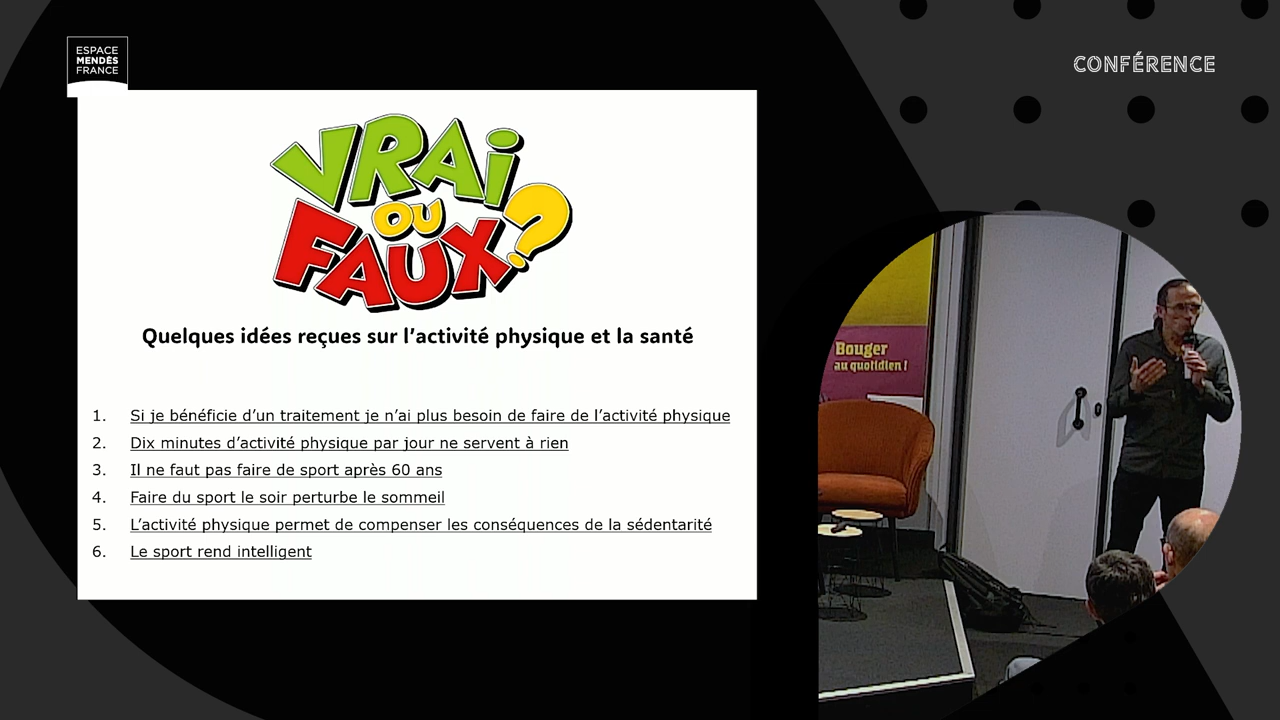 ESPACE
MENDÈS
FRANCE
CONFÉRENCE
VRAi
OU
FAUX?
Quelques idées reçues sur l'activité physique et la santé
1. Si je bénéficie d'un traitement je n'ai plus besoin de faire de l'activité physique
2. Dix minutes d'activité physique par jour ne servent à rien
3. Il ne faut pas faire de sport après 60 ans
4. Faire du sport le soir perturbe le sommeil
5. L'activité physique permet de compenser les conséquences de la sédentarité
6. Le sport rend intelligent
Bouger
au quotidien !